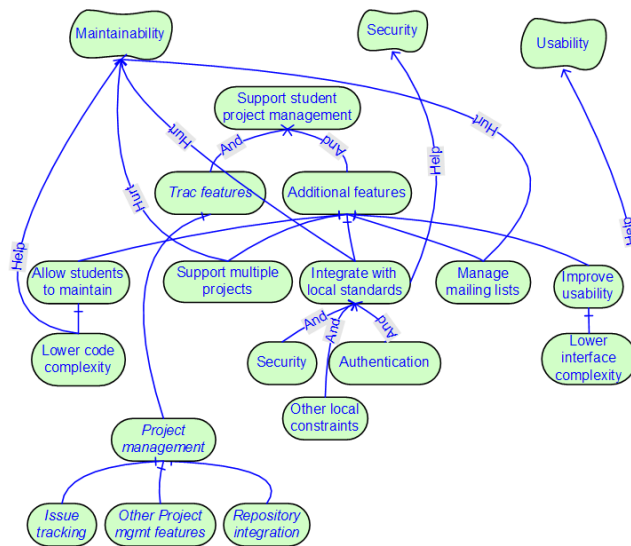 Maintainability
Security
Usability
Support student
project management
And
And
Hurt
Trac features
Additional features
Hurt
Hurt
Help
Help
Help
Allow students
to maintain
Support multiple
projects
Integrate with
local standards
Manage
mailing lists
Improve
usability
And
And
And
Lower code
complexity
Security
Authentication
Lower
interface
complexity
Other local
constraints
Project
management
Issue
tracking
Other Project
mgmt features
Repository
integration